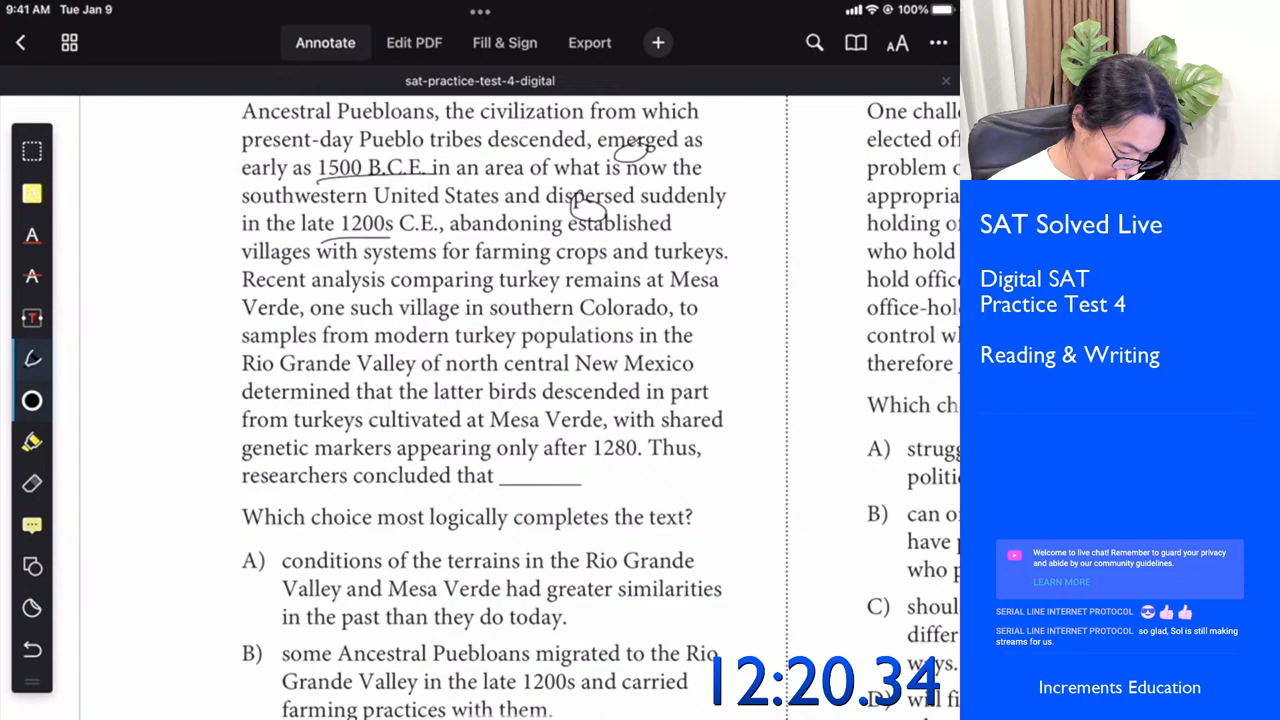 9:41 AM Tue Jan 9
100%
Annotate
Edit PDF
Fill & Sign
Export
sat-practice-test-4-digital
Ancestral Puebloans, the civilization from which
present-day Pueblo tribes descended, emerged as
early as 1500 B.C.E. in an area of what is now the
southwestern United States and dispersed suddenly
in the late 1200s C.E., abandoning established
villages with systems for farming crops and turkeys.
Recent analysis comparing turkey remains at Mesa
Verde, one such village in southern Colorado, to
samples from modern turkey populations in the
Rio Grande Valley of north central New Mexico
determined that the latter birds descended in part
from turkeys cultivated at Mesa Verde, with shared
genetic markers appearing only after 1280. Thus,
researchers concluded that ______
Which choice most logically completes the text?
A) conditions of the terrains in the Rio Grande
Valley and Mesa Verde had greater similarities
in the past than they do today.
B) some Ancestral Puebloans migrated to the Rio
Grande Valley in the late 1200s and carried
farming practices with them.
One chall
elected of
problem c
appropria
holding of
who hold
hold offic
office-hol
control w
therefore
Which ch
A) strugg
politi
B) can o
have p
who p
C) shoul
differ
ways.
D) will fi
12:20.34
SAT Solved Live
Digital SAT
Practice Test 4
Reading & Writing
Welcome to live chat! Remember to guard your privacy
and abide by our community guidelines.
LEARN MORE
SERIAL LINE INTERNET PROTOCOL
SERIAL LINE INTERNET PROTOCOL so glad, Sol is still making
streams for us.
Increments Education